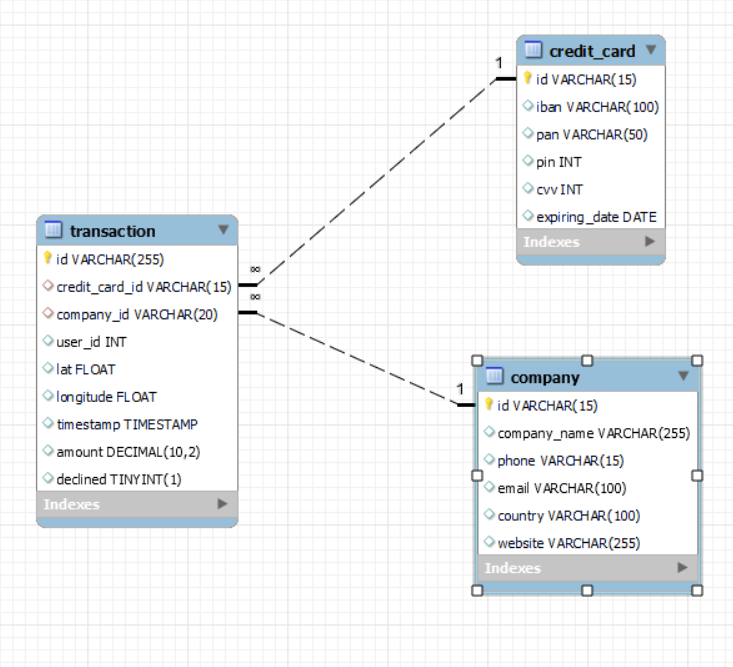 1
credit_card
id VARCHAR(15)
iban VARCHAR(100)
pan VARCHAR(50)
pin INT
cvv INT
expiring_date DATE
Indexes
transaction
id VARCHAR(255)
credit_card_id VARCHAR(15)
company_id VARCHAR(20)
user_id INT
lat FLOAT
longitude FLOAT
timestamp TIMESTAMP
amount DECIMAL(10,2)
declined TINYINT(1)
Indexes
∞
∞
1
company
id VARCHAR(15)
company_name VARCHAR(255)
phone VARCHAR(15)
email VARCHAR(100)
country VARCHAR(100)
website VARCHAR(255)
Indexes